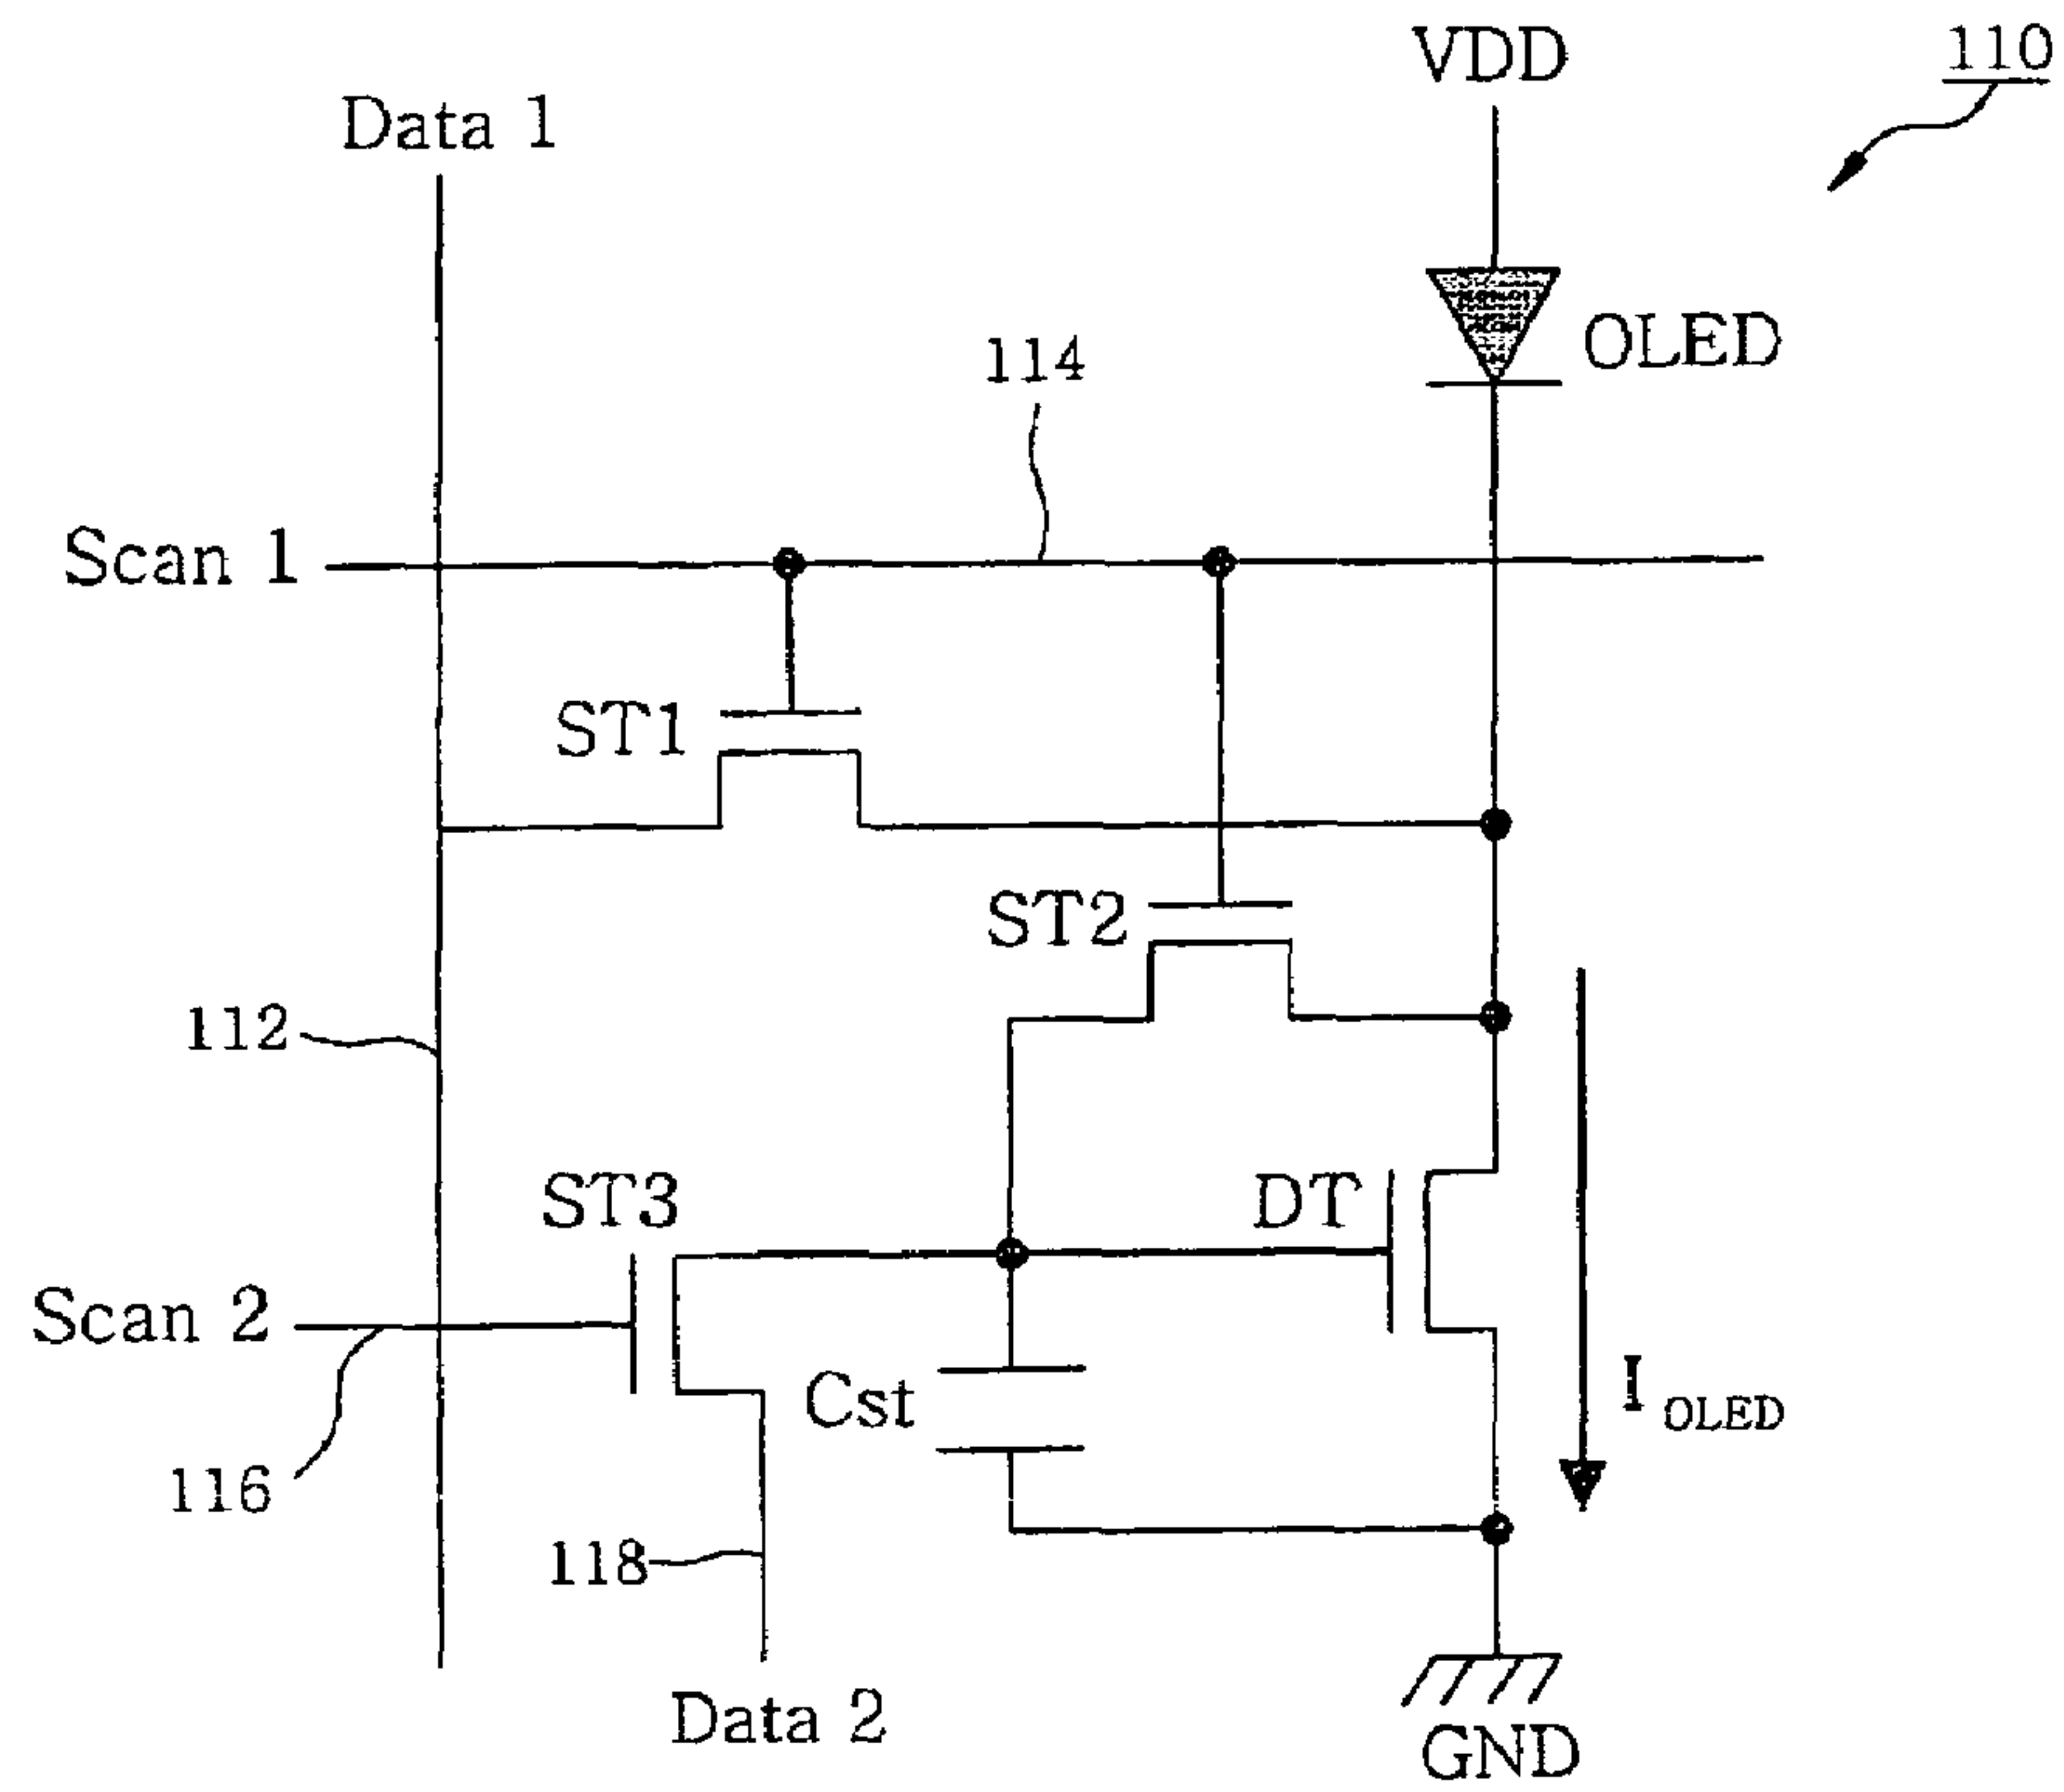 VDD
110
Data 1
OLED
114
Scan 1
ST1
ST2
112
ST3
DT
Scan 2
Cst
I OLED
116
118
Data 2
GND